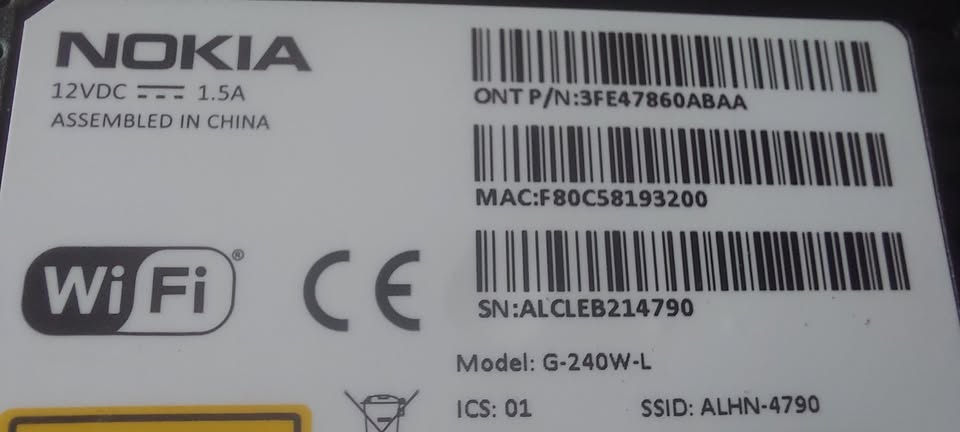 NOKIA
12VDC 1.5A
ASSEMBLED IN CHINA
ONT P/N:3FE47860ABAA
MAC:F80C58193200
SN:ALCLEB214790
WiFi®
CE
Model: G-240W-L
ICS: 01 SSID: ALHN-4790